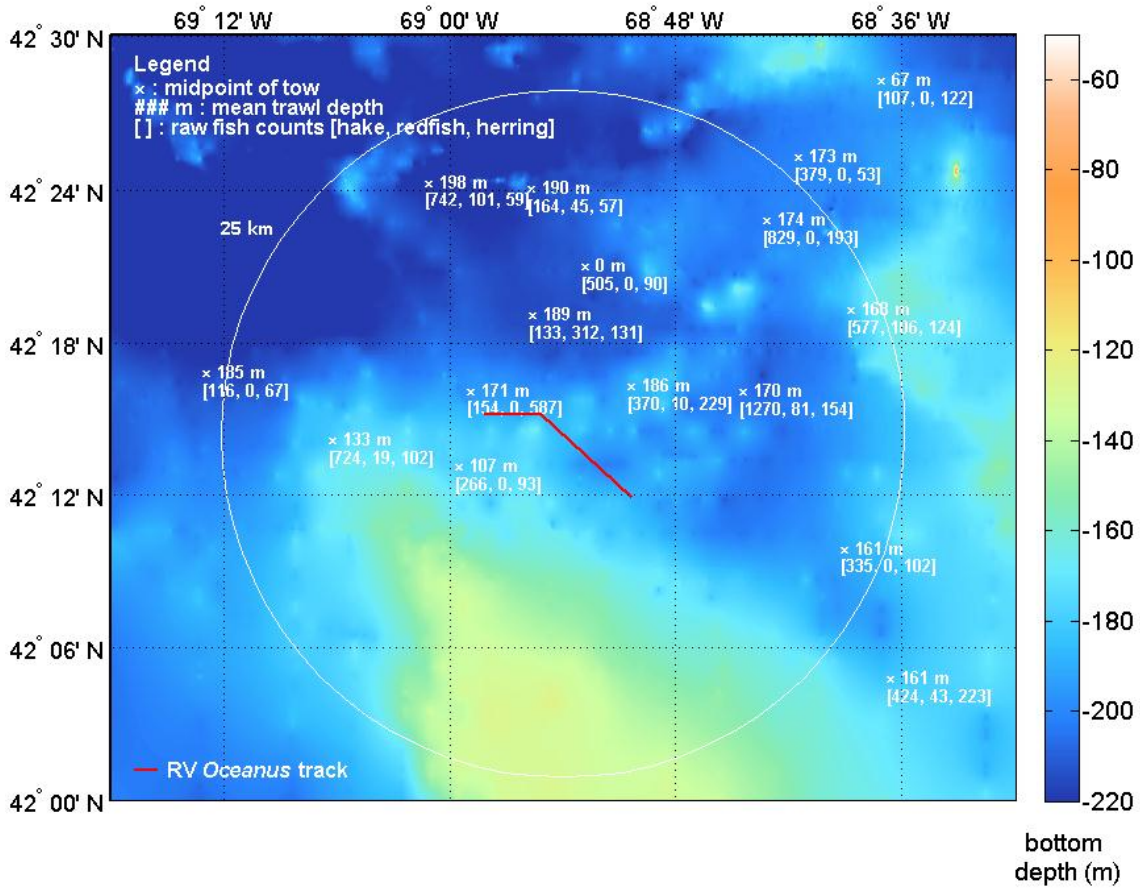 69° 12' W 69° 00' W 68° 48' W 68° 36' W
42° 30' N
Legend
× : midpoint of tow
### m : mean trawl depth
[ ] : raw fish counts [hake, redfish, herring]
× 67 m
[107, 0, 122]
× 173 m
[379, 0, 53]
42° 24' N
× 198 m
[742, 101, 59]
× 190 m
[164, 45, 57]
× 174 m
[829, 0, 193]
25 km
× 0 m
[505, 0, 90]
× 189 m
[133, 312, 131]
× 168 m
[577, 106, 124]
42° 18' N
× 185 m
[116, 0, 67]
× 171 m
[154, 0, 587]
× 186 m
[370, 10, 229]
× 170 m
[1270, 81, 154]
× 133 m
[724, 19, 102]
× 107 m
[266, 0, 93]
42° 12' N
× 161 m
[335, 0, 102]
42° 06' N
× 161 m
[424, 43, 223]
RV Oceanus track
42° 00' N
-60
-80
-100
-120
-140
-160
-180
-200
-220
bottom
depth (m)